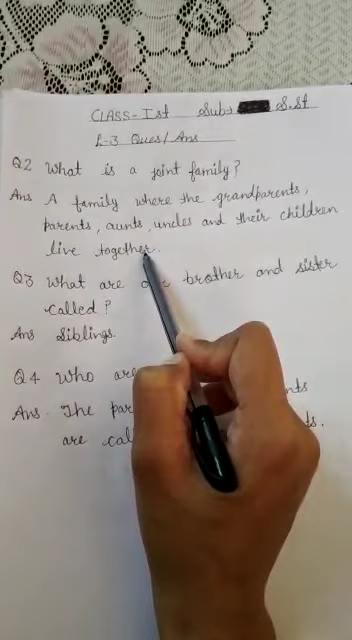 CLASS-Ist Sub:- S.st
L-3 Ques/Ans
Q2 What is a joint family?
Ans A family where the grandparents,
parents, aunts, uncles and their children
live together.
Q3 What are brother and sister
called?
Ans Siblings.
Q4 Who are
Ans. The
are